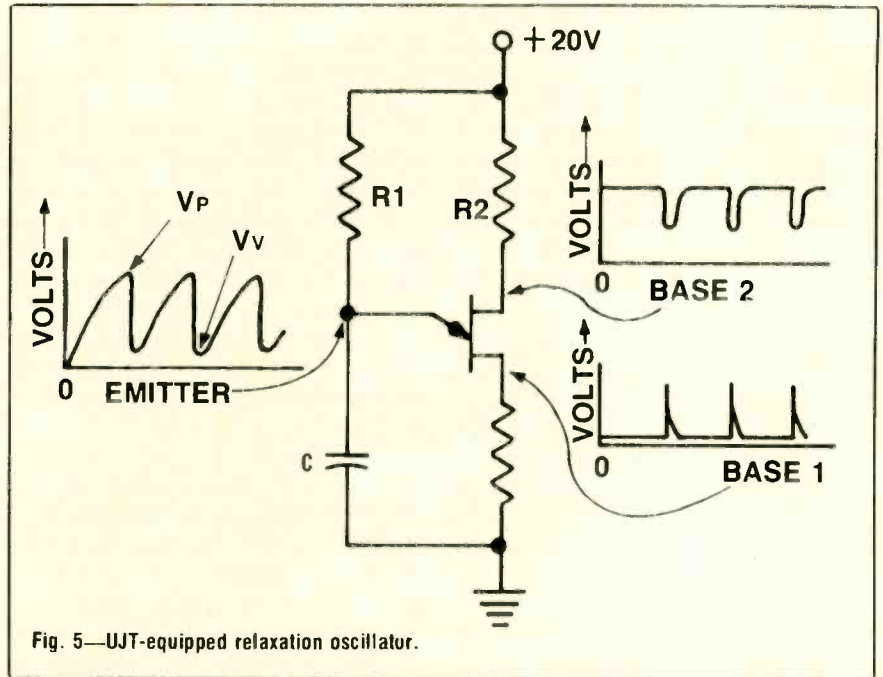 +20V
R1
R2
VP
VV
VOLTS
0
EMITTER
C
VOLTS
0
BASE 2
VOLTS
0
BASE 1
Fig. 5—UJT-equipped relaxation oscillator.